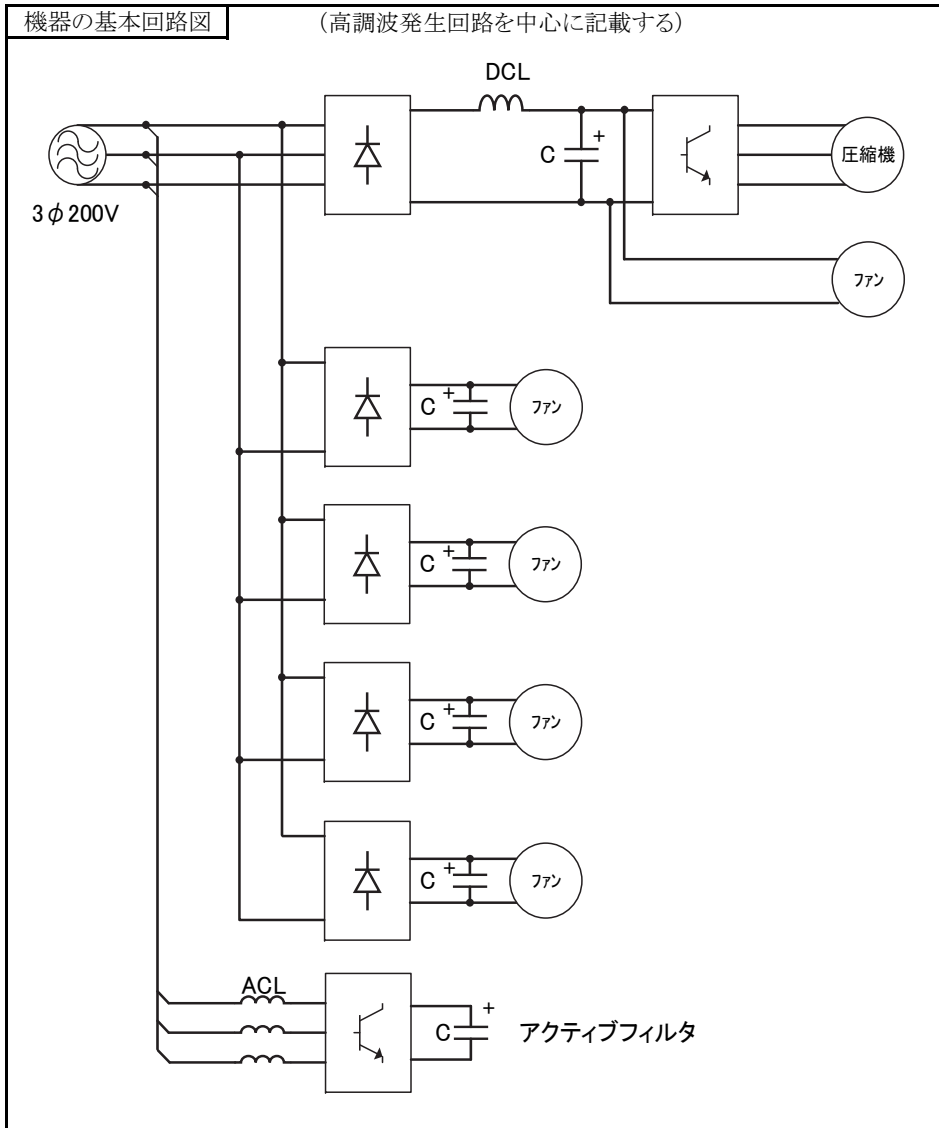 機器の基本回路図
(高調波発生回路を中心に記載する)
DCL
C
+
圧縮機
3φ200V
ファン
C
+
ファン
C
+
ファン
C
+
ファン
C
+
ファン
ACL
C
+
アクティブフィルタ